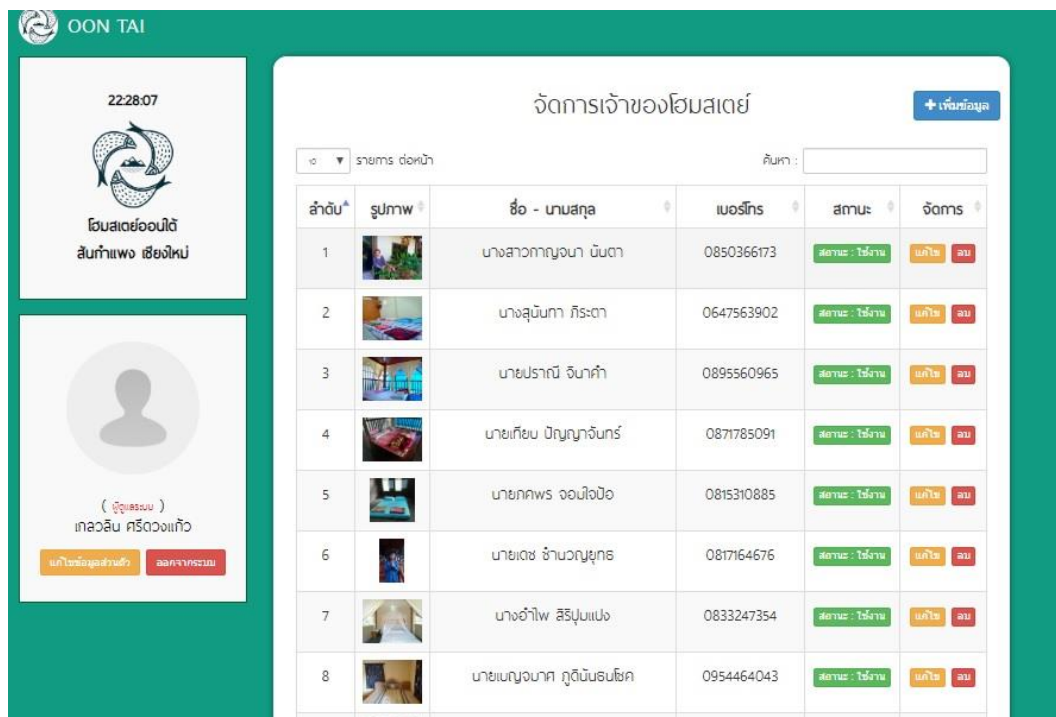 OON TAI
22:28:07
โฮมสเตย์ออนใต้
สันกำแพง เชียงใหม่
( ผู้ดูแลระบบ )
เกลวลิน ศรีดวงแก้ว
แก้ไขข้อมูลส่วนตัว ออกจากระบบ
จัดการเจ้าของโฮมสเตย์
เพิ่มข้อมูล
๑๐ รายการ ต่อหน้า ค้นหา :
ลำดับ รูปภาพ ชื่อ - นามสกุล เบอร์โทร สถานะ จัดการ
1 นางสาวกาญจนา นันตา 0850366173 สถานะ : ใช้งาน แก้ไข ลบ
2 นางสุนันทา ภิระตา 0647563902 สถานะ : ใช้งาน แก้ไข ลบ
3 นายปราณี จินาคำ 0895560965 สถานะ : ใช้งาน แก้ไข ลบ
4 นายเทียบ ปัญญาจันทร์ 0871785091 สถานะ : ใช้งาน แก้ไข ลบ
5 นายภคพร จอมใจป้อ 0815310885 สถานะ : ใช้งาน แก้ไข ลบ
6 นายเดช ชำนวญยุทธ 0817164676 สถานะ : ใช้งาน แก้ไข ลบ
7 นางอำไพ สิริปุมแปง 0833247354 สถานะ : ใช้งาน แก้ไข ลบ
8 นายเบญจมาศ ภูดินันธนโชค 0954464043 สถานะ : ใช้งาน แก้ไข ลบ